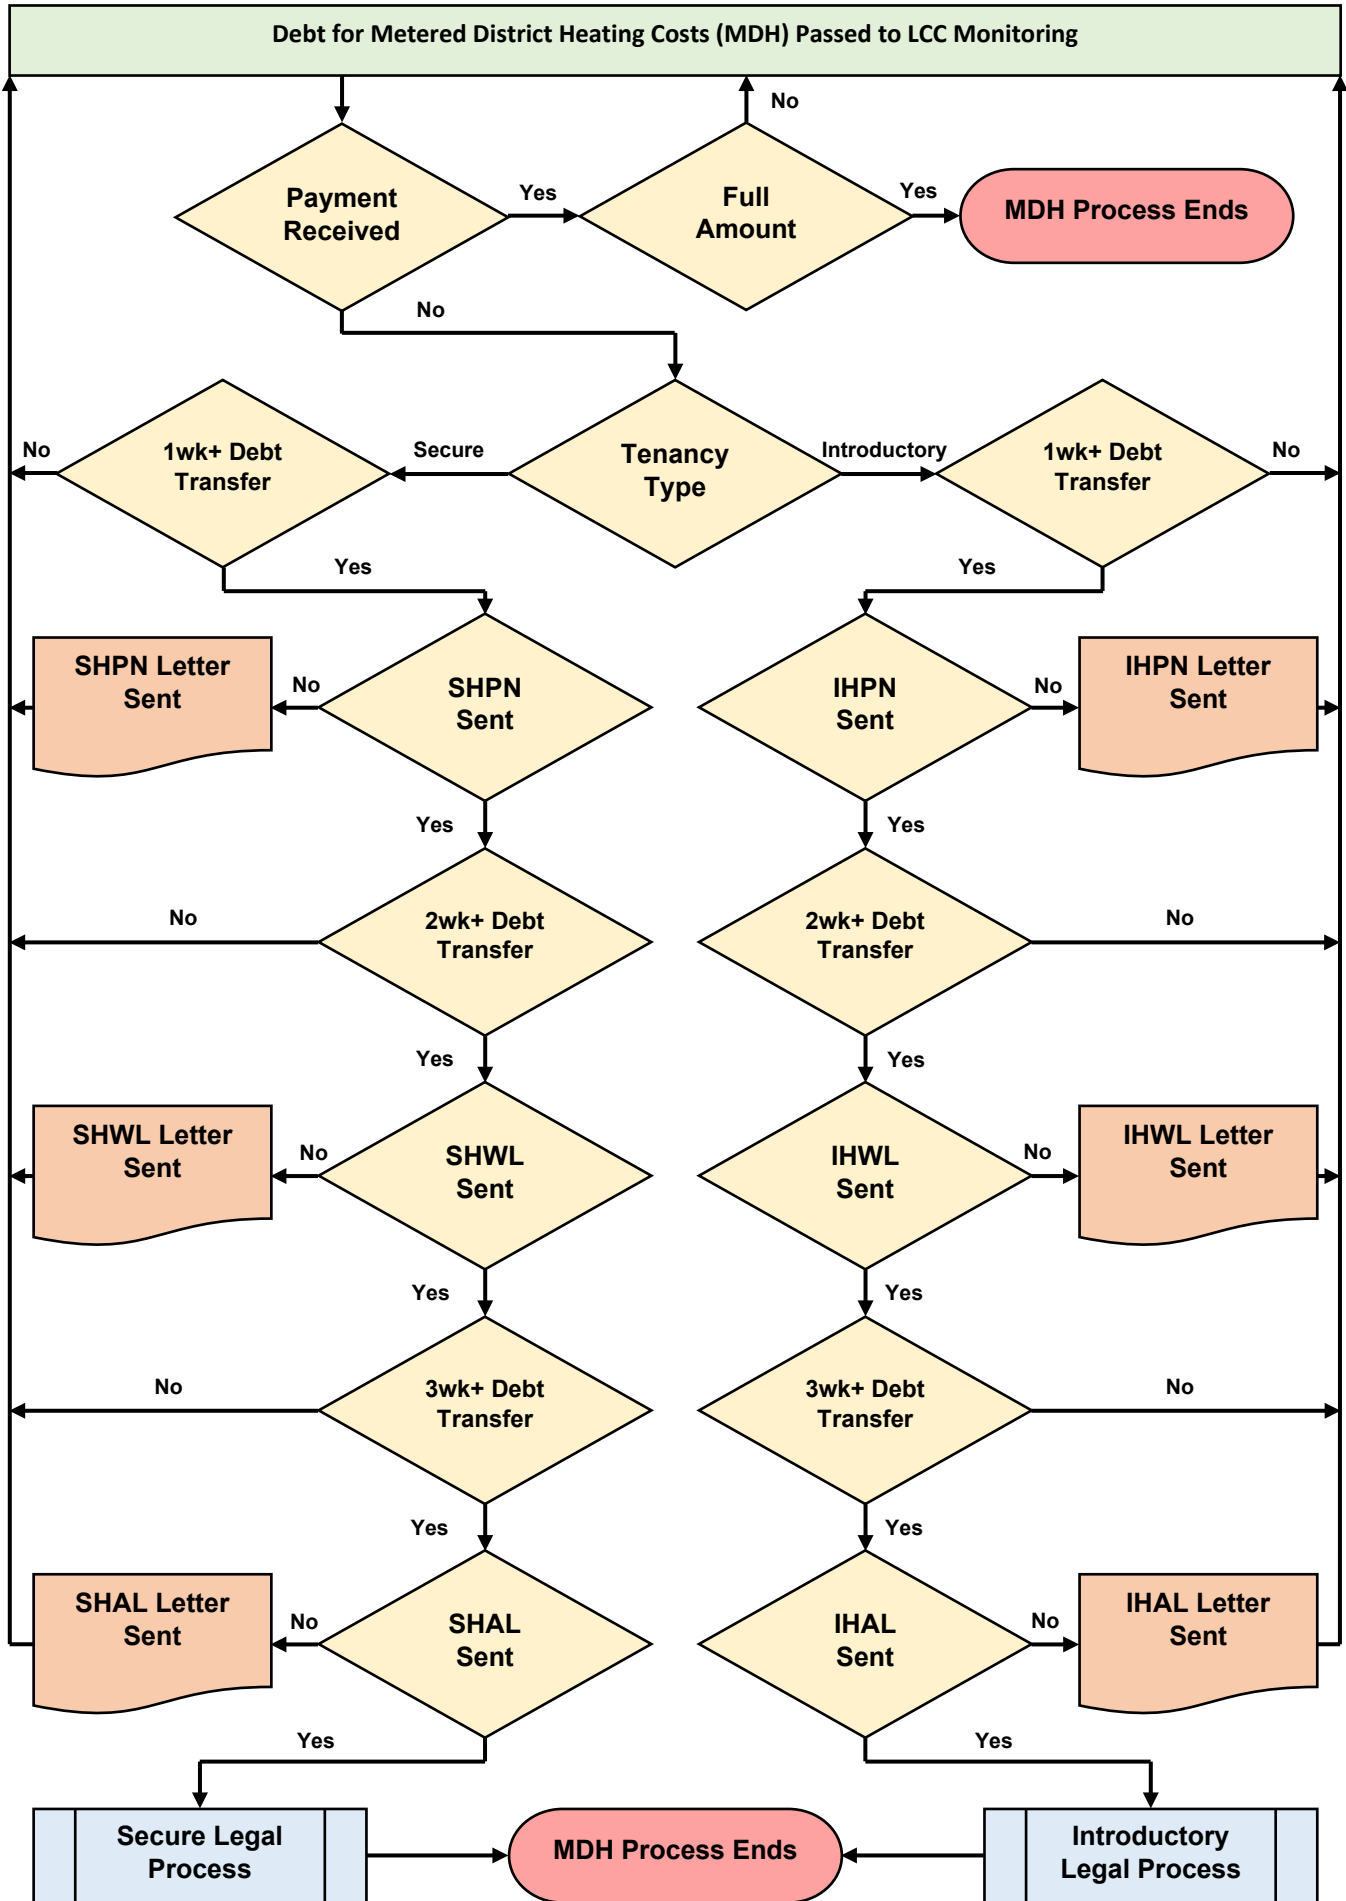 Debt for Metered District Heating Costs (MDH) Passed to LCC Monitoring
No
Payment
Received
Yes
Full
Amount
Yes
MDH Process Ends
No
No
1wk+ Debt
Transfer
Secure
Tenancy
Type
Introductory
1wk+ Debt
Transfer
No
Yes
Yes
SHPN Letter
Sent
No
SHPN
Sent
IHPN
Sent
No
IHPN Letter
Sent
Yes
Yes
No
2wk+ Debt
Transfer
2wk+ Debt
Transfer
No
Yes
Yes
SHWL Letter
Sent
No
SHWL
Sent
IHWL
Sent
No
IHWL Letter
Sent
Yes
Yes
No
3wk+ Debt
Transfer
3wk+ Debt
Transfer
No
Yes
Yes
SHAL Letter
Sent
No
SHAL
Sent
IHAL
Sent
No
IHAL Letter
Sent
Yes
Yes
Secure Legal
Process
MDH Process Ends
Introductory
Legal Process